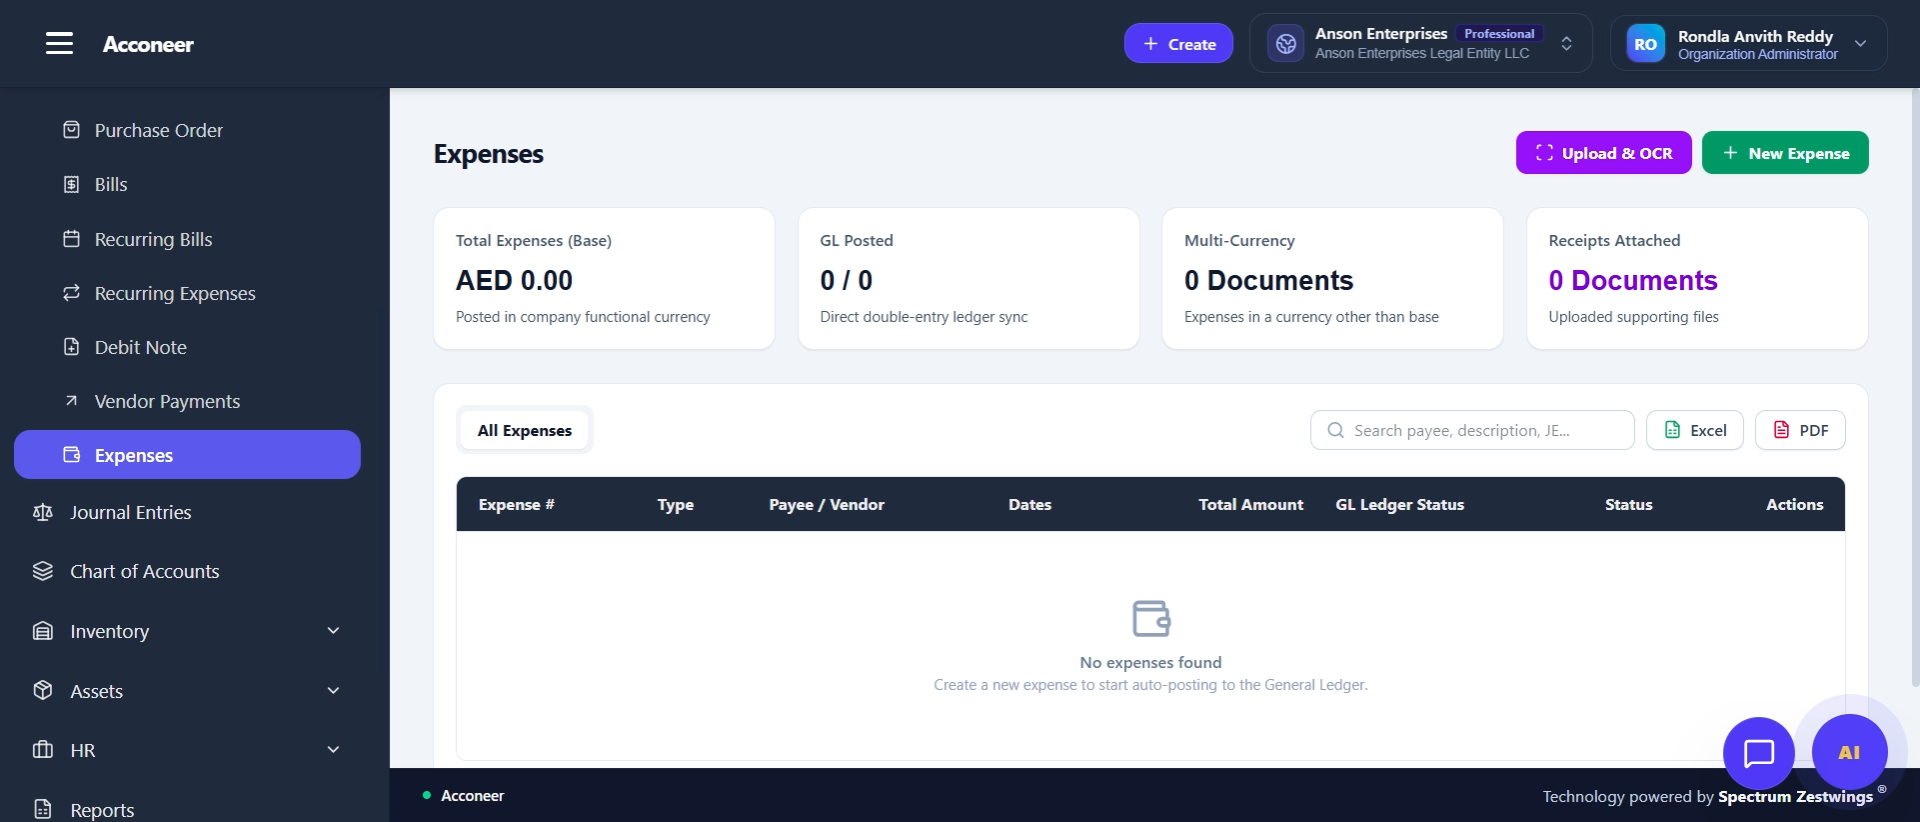 Acconeer
Create
Anson Enterprises Professional
Anson Enterprises Legal Entity LLC
RO
Rondla Anvith Reddy
Organization Administrator
Purchase Order
Bills
Recurring Bills
Recurring Expenses
Debit Note
Vendor Payments
Expenses
Journal Entries
Chart of Accounts
Inventory
Assets
HR
Reports
Expenses
Upload & OCR
New Expense
Total Expenses (Base)
AED 0.00
Posted in company functional currency
GL Posted
0 / 0
Direct double-entry ledger sync
Multi-Currency
0 Documents
Expenses in a currency other than base
Receipts Attached
0 Documents
Uploaded supporting files
All Expenses
Search payee, description, JE...
Excel
PDF
Expense # Type Payee / Vendor Dates Total Amount GL Ledger Status Status Actions
No expenses found
Create a new expense to start auto-posting to the General Ledger.
AI
Acconeer
Technology powered by Spectrum Zestwings ®